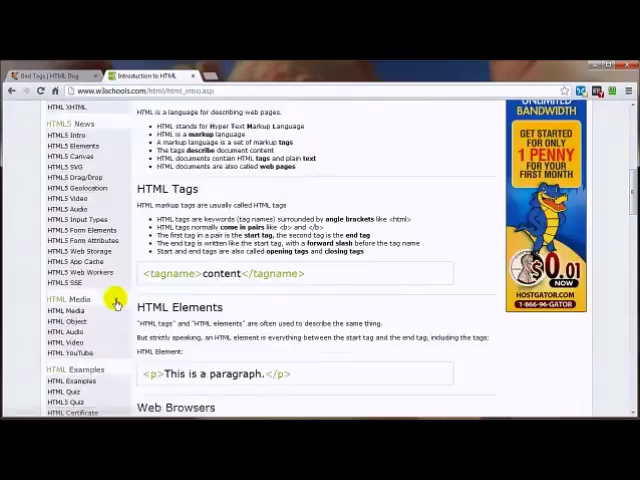 Bad Tags | HTML Dog
Introduction to HTML
www.w3schools.com/html/html_intro.asp
HTML XHTML
HTML5 News
HTML5 Intro
HTML5 Elements
HTML5 Canvas
HTML5 SVG
HTML5 Drag/Drop
HTML5 Geolocation
HTML5 Video
HTML5 Audio
HTML5 Input Types
HTML5 Form Elements
HTML5 Form Attributes
HTML5 Web Storage
HTML5 App Cache
HTML5 Web Workers
HTML5 SSE
HTML Media
HTML Media
HTML Object
HTML Audio
HTML Video
HTML YouTube
HTML Examples
HTML Examples
HTML Quiz
HTML5 Quiz
HTML Certificate
HTML is a language for describing web pages.
HTML stands for Hyper Text Markup Language
HTML is a markup language
A markup language is a set of markup tags
The tags describe document content
HTML documents contain HTML tags and plain text
HTML documents are also called web pages
HTML Tags
HTML markup tags are usually called HTML tags
HTML tags are keywords (tag names) surrounded by angle brackets like <html>
HTML tags normally come in pairs like <b> and </b>
The first tag in a pair is the start tag, the second tag is the end tag
The end tag is written like the start tag, with a forward slash before the tag name
Start and end tags are also called opening tags and closing tags
<tagname>content</tagname>
HTML Elements
"HTML tags" and "HTML elements" are often used to describe the same thing.
But strictly speaking, an HTML element is everything between the start tag and the end tag, including the tags:
HTML Element:
<p>This is a paragraph.</p>
Web Browsers
UNLIMITED
BANDWIDTH
GET STARTED
FOR ONLY
1 PENNY
FOR YOUR
FIRST MONTH
$0.01
NOW
HOSTGATOR.COM
1-866-96-GATOR